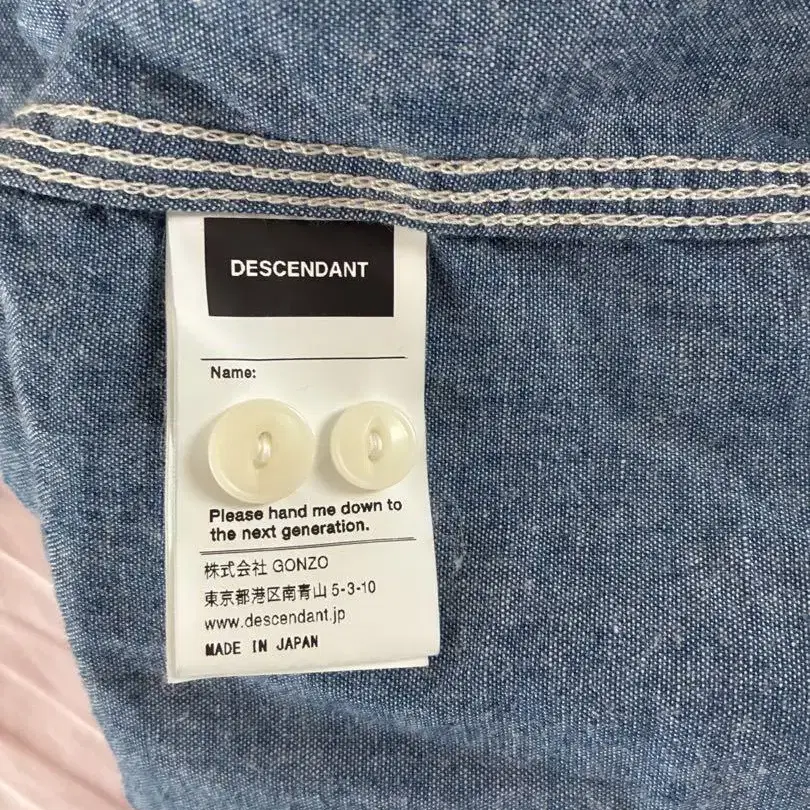 DESCENDANT
Name:
Please hand me down to
the next generation.
株式会社 GONZO
東京都港区南青山 5-3-10
www.descendant.jp
MADE IN JAPAN